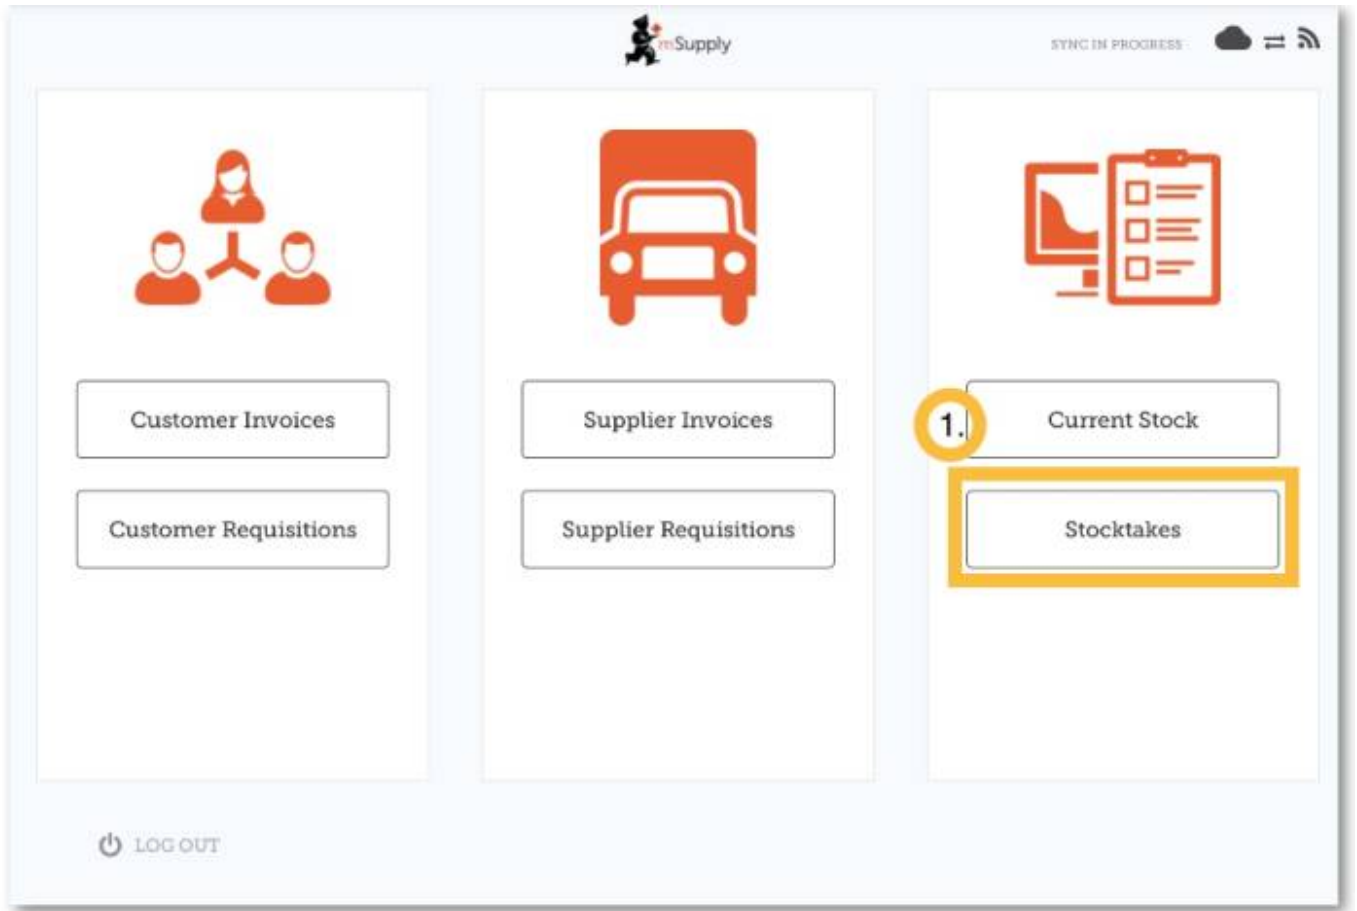 mSupply
SYNC IN PROGRESS
Customer Invoices
Customer Requisitions
Supplier Invoices
Supplier Requisitions
1.
Current Stock
Stocktakes
LOG OUT